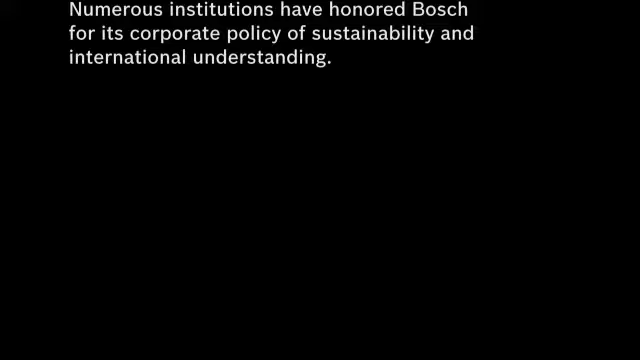 Numerous institutions have honored Bosch
for its corporate policy of sustainability and
international understanding.